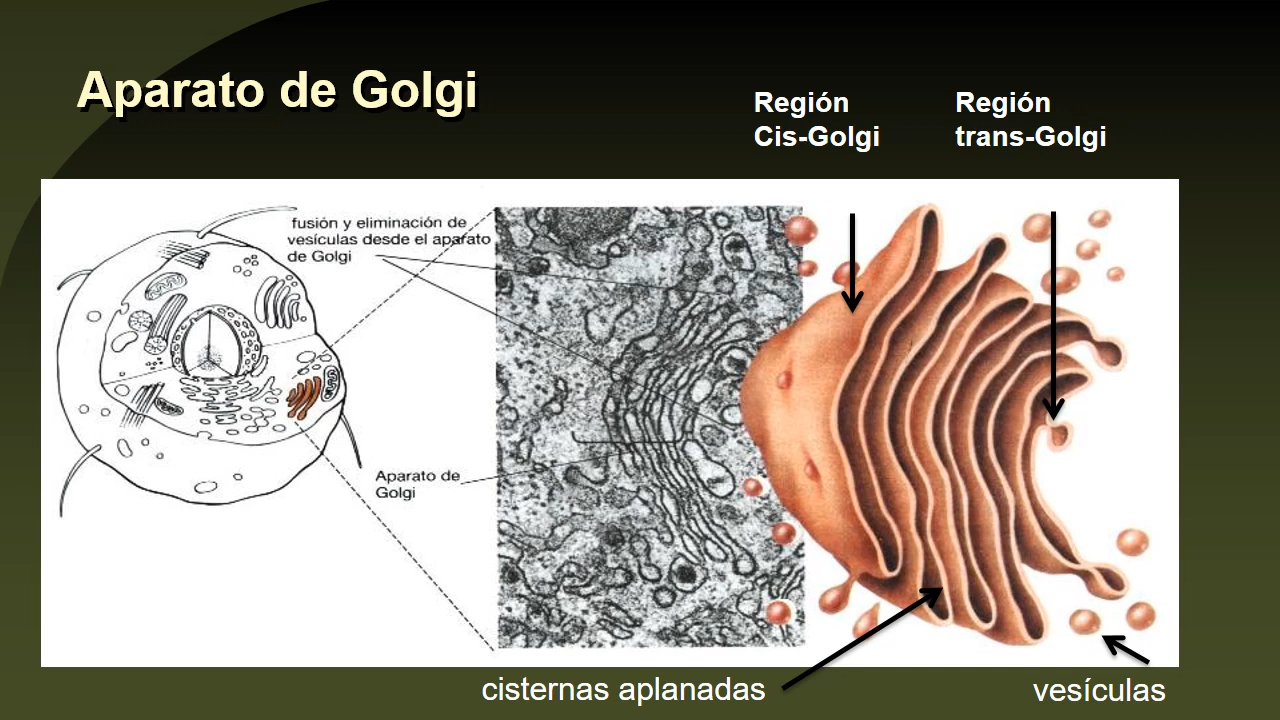 Aparato de Golgi
Región
Cis-Golgi
Región
trans-Golgi
fusión y eliminación de
vesículas desde el aparato
de Golgi
Aparato de
Golgi
cisternas aplanadas
vesículas